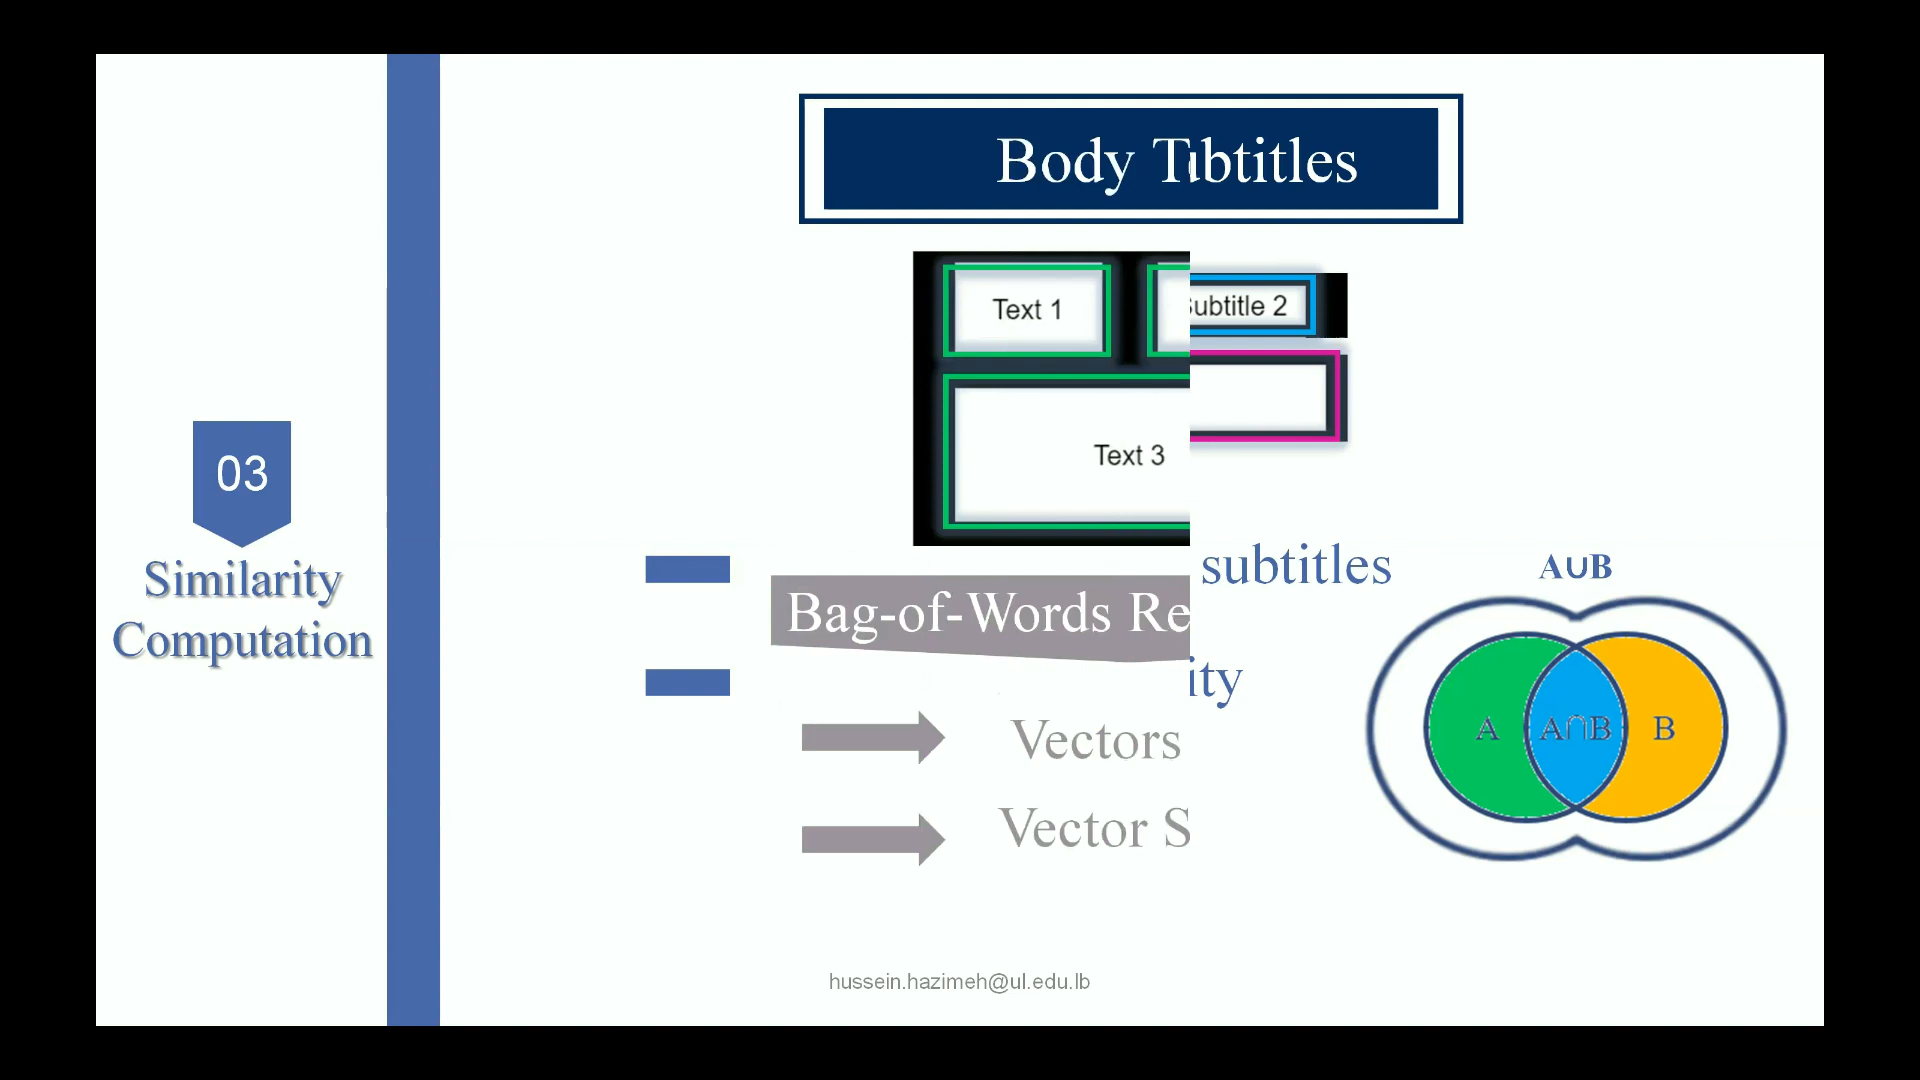 Body Tibtitles
Text 1
ubtitle 2
Text 3
03
Similarity
Computation
subtitles
A∪B
Bag-of-Words Re
ity
A
A∩B
B
Vectors
Vector S
hussein.hazimeh@ul.edu.lb